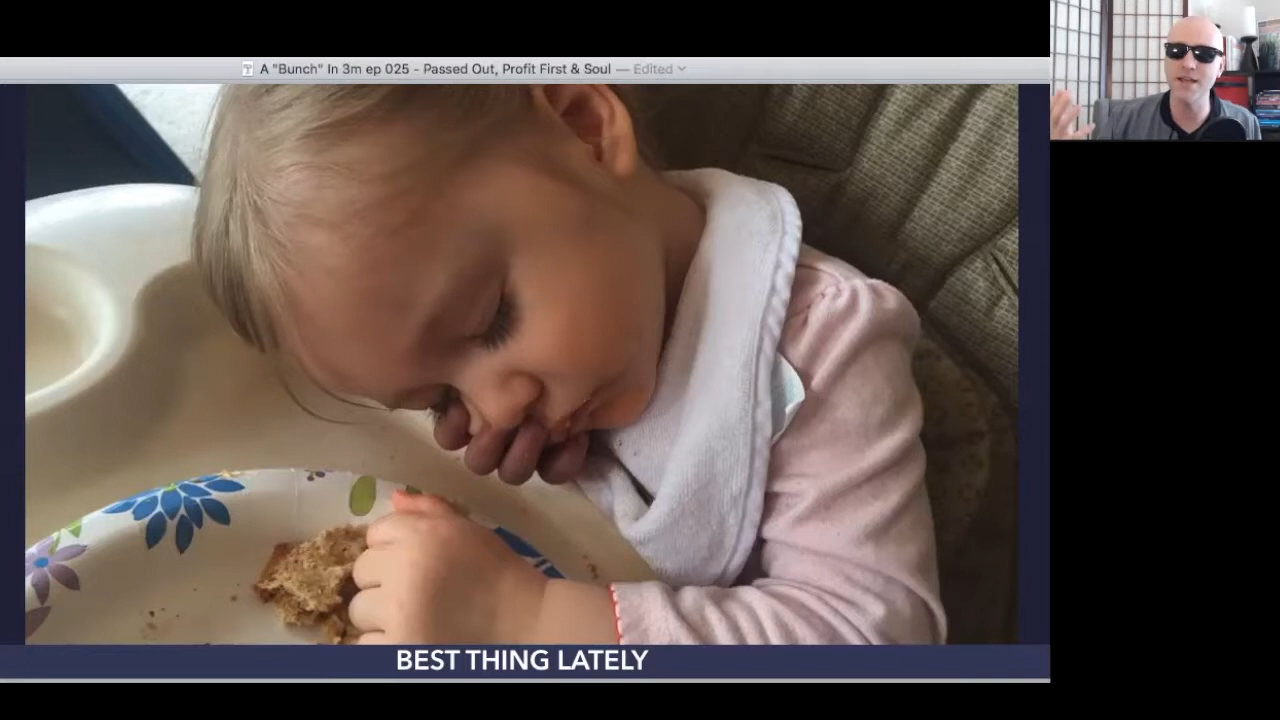 A "Bunch" In 3m ep 025 - Passed Out, Profit First & Soul — Edited
BEST THING LATELY